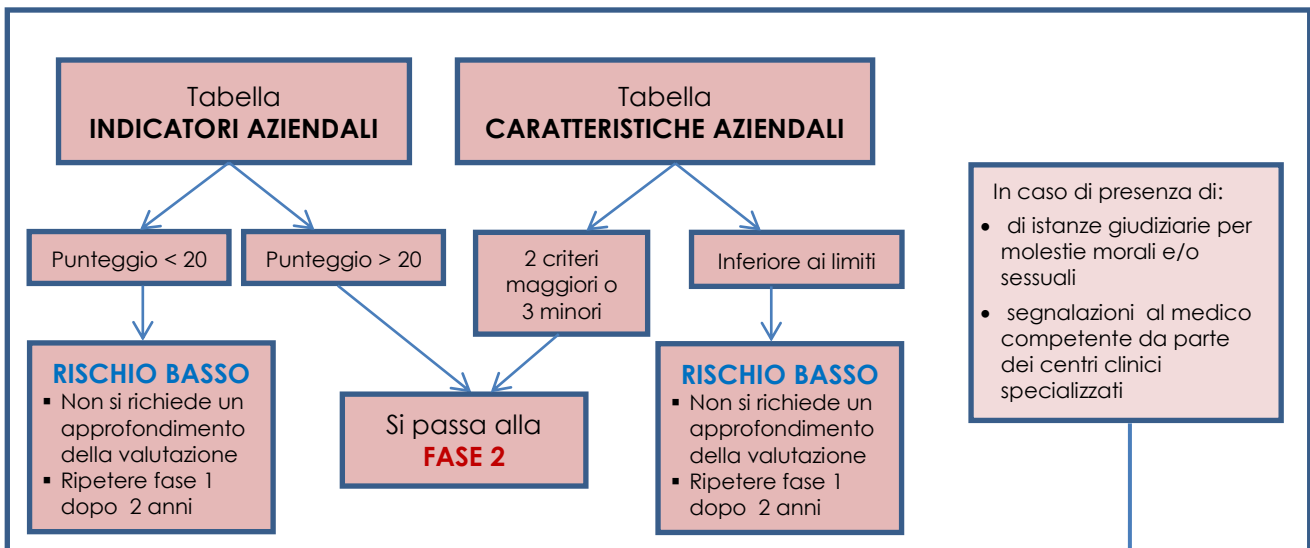 Tabella
INDICATORI AZIENDALI
Tabella
CARATTERISTICHE AZIENDALI
Punteggio < 20
Punteggio > 20
2 criteri
maggiori o
3 minori
Inferiore ai limiti
RISCHIO BASSO
▪ Non si richiede un
approfondimento
della valutazione
▪ Ripetere fase 1
dopo 2 anni
Si passa alla
FASE 2
RISCHIO BASSO
▪ Non si richiede un
approfondimento
della valutazione
▪ Ripetere fase 1
dopo 2 anni
In caso di presenza di:
• di istanze giudiziarie per
molestie morali e/o
sessuali
• segnalazioni al medico
competente da parte
dei centri clinici
specializzati